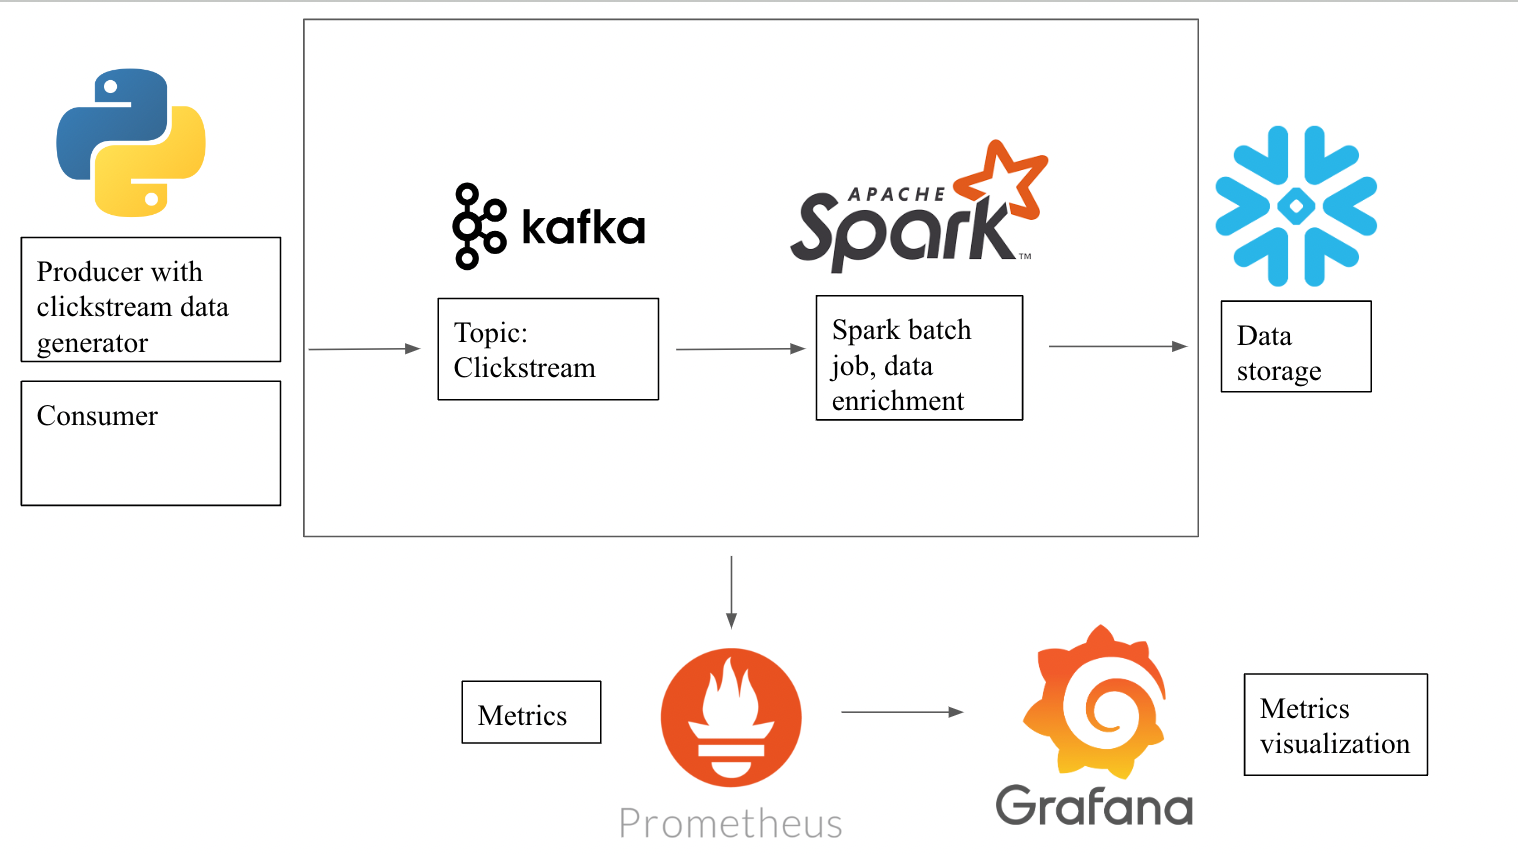 Producer with
clickstream data
generator
Consumer
kafka
Topic:
Clickstream
APACHE
Spark™
Spark batch
job, data
enrichment
Data
storage
Metrics
Prometheus
Grafana
Metrics
visualization